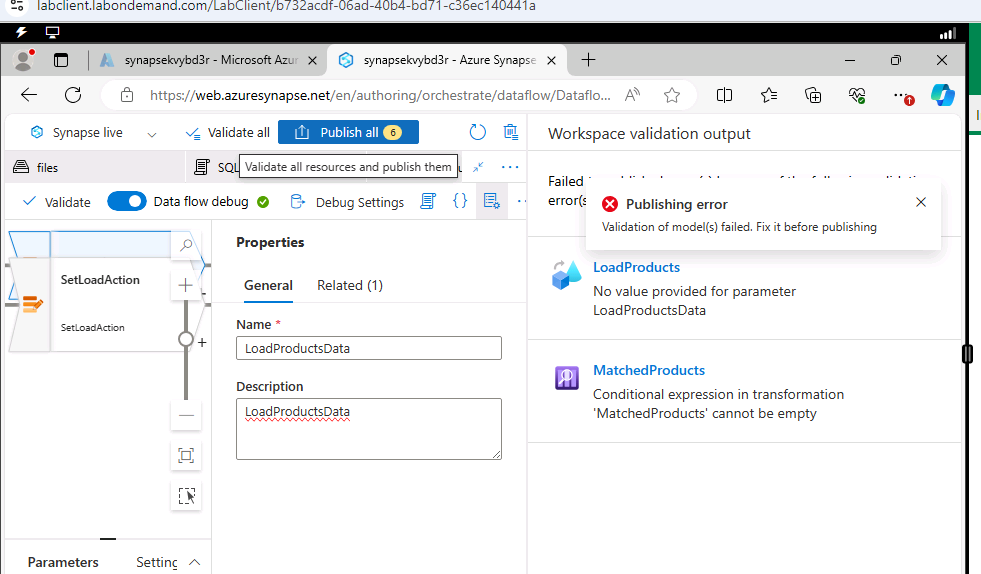 labclient.labondemand.com/LabClient/b732acdf-06ad-40b4-bd71-c36ec140441a
synapsekvybd3r - Microsoft Azur
synapsekvybd3r - Azure Synapse
https://web.azuresynapse.net/en/authoring/orchestrate/dataflow/Dataflo...
Synapse live
Validate all
Publish all
6
files
SQL
Validate all resources and publish them
Validate
Data flow debug
Debug Settings
SetLoadAction
SetLoadAction
Parameters
Setting
Properties
General
Related (1)
Name *
LoadProductsData
Description
LoadProductsData
Workspace validation output
Failed
error(s
Publishing error
Validation of model(s) failed. Fix it before publishing
LoadProducts
No value provided for parameter
LoadProductsData
MatchedProducts
Conditional expression in transformation
'MatchedProducts' cannot be empty